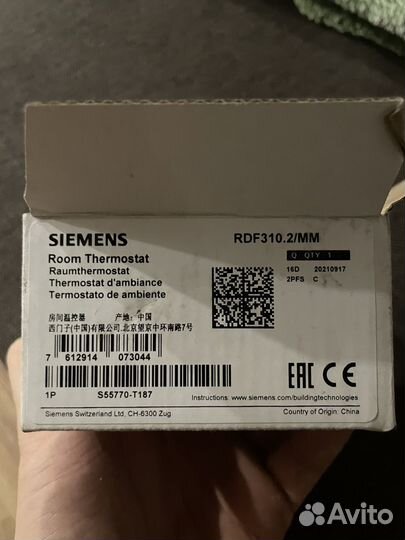 SIEMENS
RDF310.2/MM
Room Thermostat
Q QTY 1
Raumthermostat
16D 20210917
Thermostat d'ambiance
2PFS C
Termostato de ambiente
房间温控器 产地: 中国
西门子(中国)有限公司.北京望京中环南路7号
7 612914 073044
EAC CE
1P S55770-T187
Instructions: www.siemens.com/buildingtechnologies
Siemens Switzerland Ltd, CH-6300 Zug
Country of Origin: China
Avito